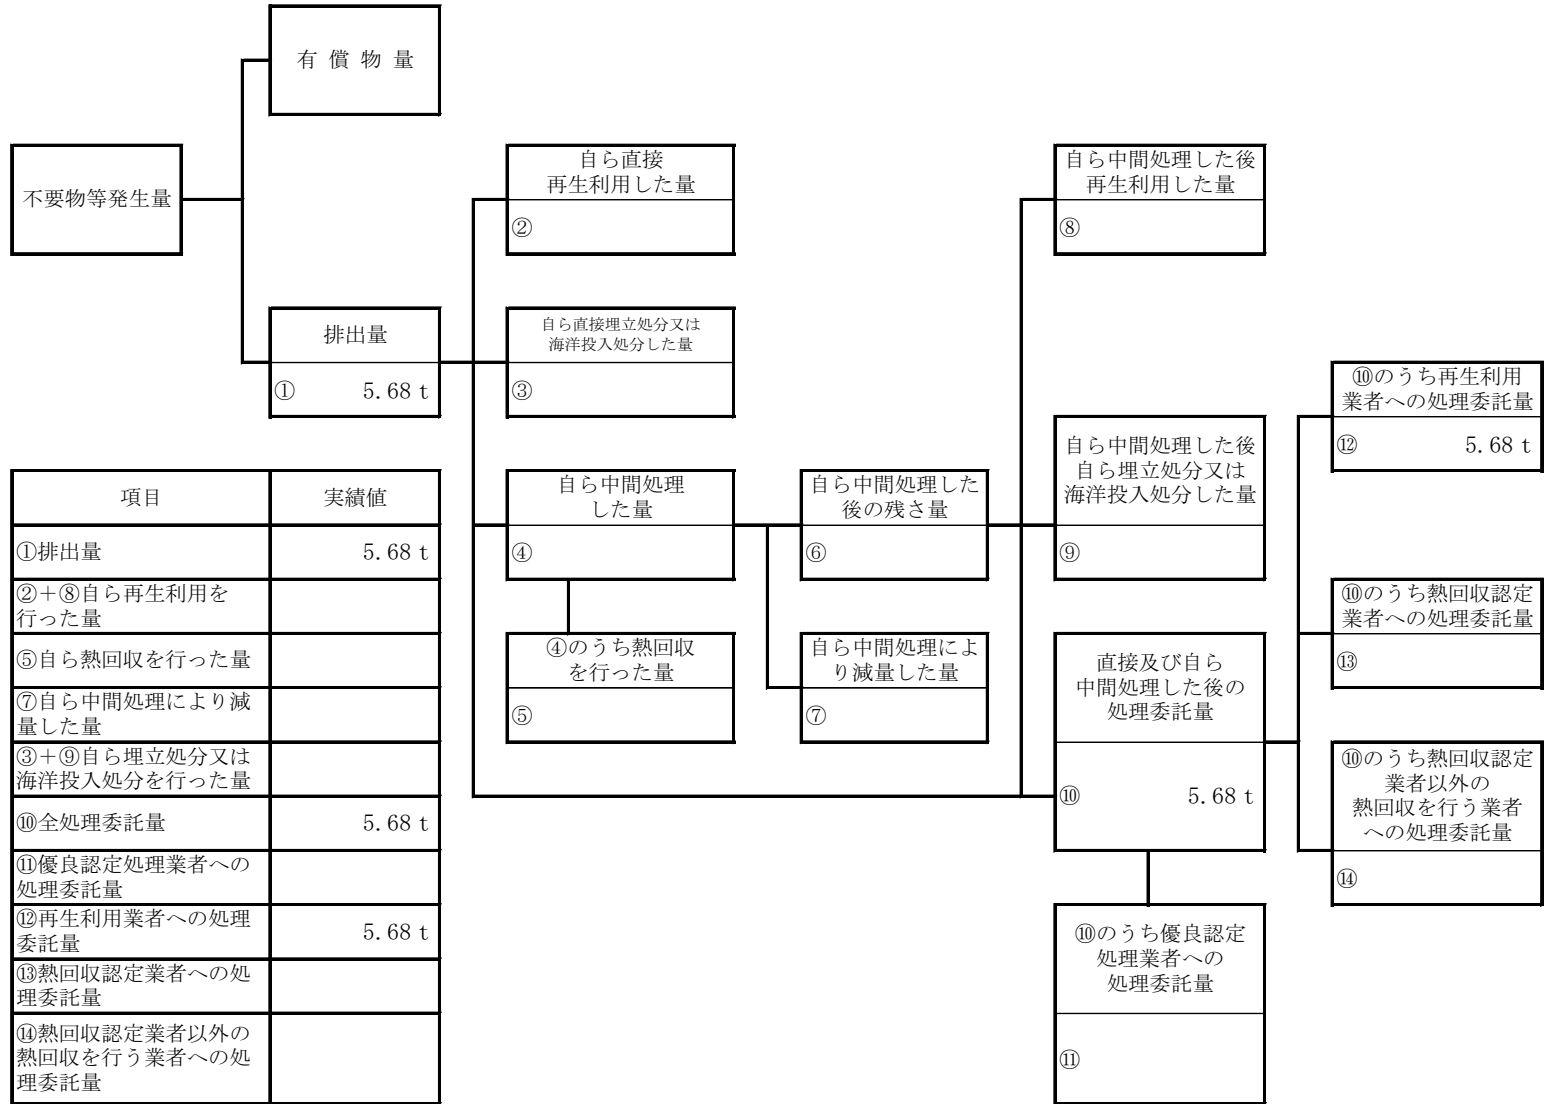 有 償 物 量
不要物等発生量
自ら直接
再生利用した量
②
自ら中間処理した後
再生利用した量
⑧
排出量
① 5.68 t
自ら直接埋立処分又は
海洋投入処分した量
③
⑩のうち再生利用
業者への処理委託量
⑫ 5.68 t
自ら中間処理
した量
④
自ら中間処理した
後の残さ量
⑥
自ら中間処理した後
自ら埋立処分又は
海洋投入処分した量
⑨
④のうち熱回収
を行った量
⑤
自ら中間処理によ
り減量した量
⑦
直接及び自ら
中間処理した後の
処理委託量
⑩ 5.68 t
⑩のうち熱回収認定
業者への処理委託量
⑬
⑩のうち熱回収認定
業者以外の
熱回収を行う業者
への処理委託量
⑭
⑩のうち優良認定
処理業者への
処理委託量
⑪
項目 実績値
①排出量 5.68 t
②＋⑧自ら再生利用を
行った量
⑤自ら熱回収を行った量
⑦自ら中間処理により減
量した量
③＋⑨自ら埋立処分又は
海洋投入処分を行った量
⑩全処理委託量 5.68 t
⑪優良認定処理業者への
処理委託量
⑫再生利用業者への処理
委託量 5.68 t
⑬熱回収認定業者への処
理委託量
⑭熱回収認定業者以外の
熱回収を行う業者への処
理委託量